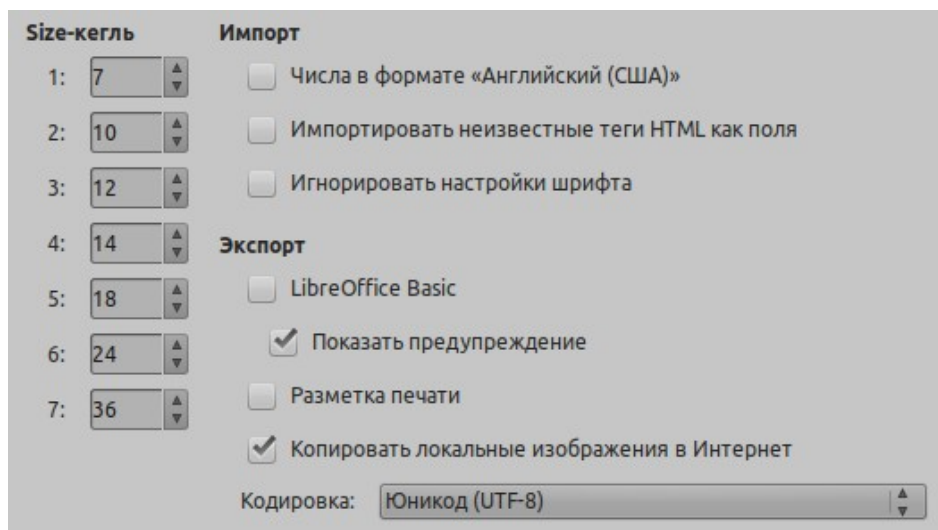 Size-кегль
1: 7
2: 10
3: 12
4: 14
5: 18
6: 24
7: 36
Импорт
Числа в формате «Английский (США)»
Импортировать неизвестные теги HTML как поля
Игнорировать настройки шрифта
Экспорт
LibreOffice Basic
Показать предупреждение
Разметка печати
Копировать локальные изображения в Интернет
Кодировка: Юникод (UTF-8)